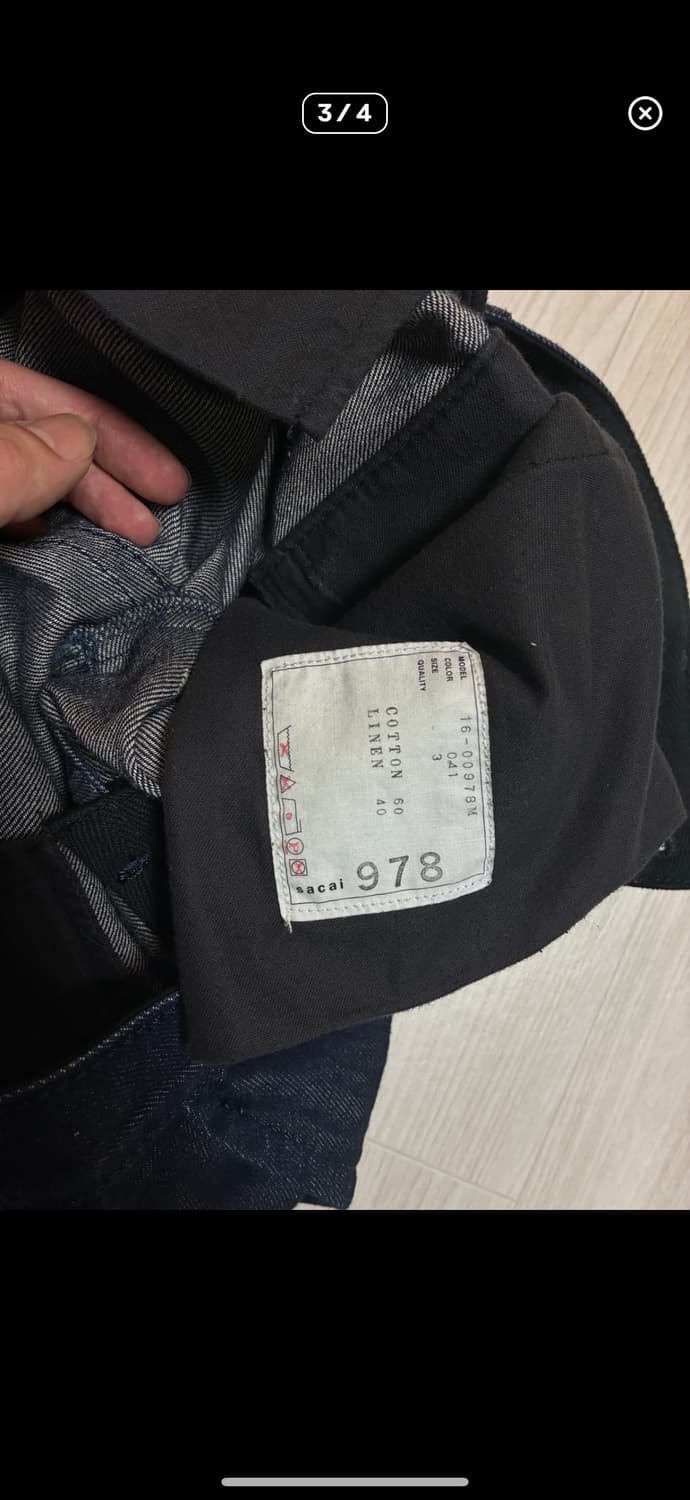 3/4
MODEL 16-00978M
COLOR 041
SIZE 3
QUALITY
COTTON 60
LINEN 40
978
sacai